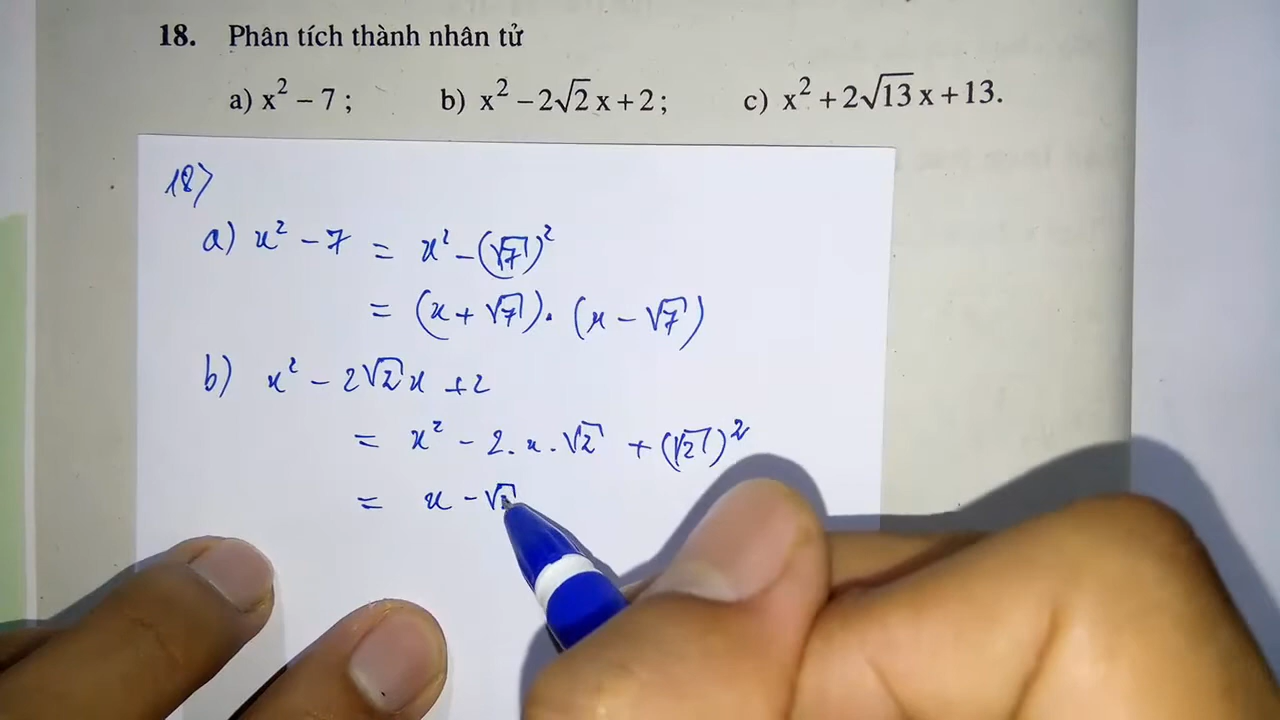 18. Phân tích thành nhân tử
a) x² − 7 ; b) x² − 2√2 x + 2 ; c) x² + 2√13 x + 13.
18)
a) x² − 7 = x² − (√7)²
= (x + √7) . (x − √7)
b) x² − 2√2 x + 2
= x² − 2 . x . √2 + (√2)²
= x − √